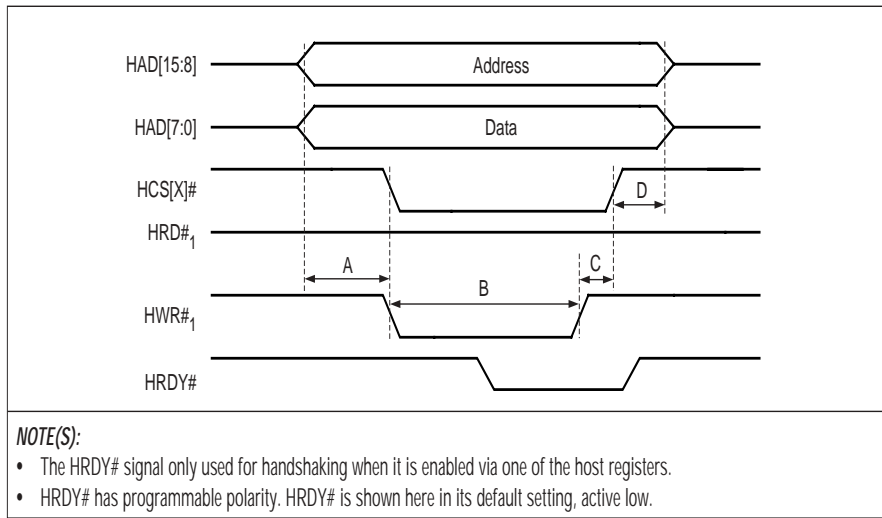 HAD[15:8]
Address
HAD[7:0]
Data
HCS[X]#
D
HRD#1
A
C
B
HWR#1
HRDY#
NOTE(S):
• The HRDY# signal only used for handshaking when it is enabled via one of the host registers.
• HRDY# has programmable polarity. HRDY# is shown here in its default setting, active low.